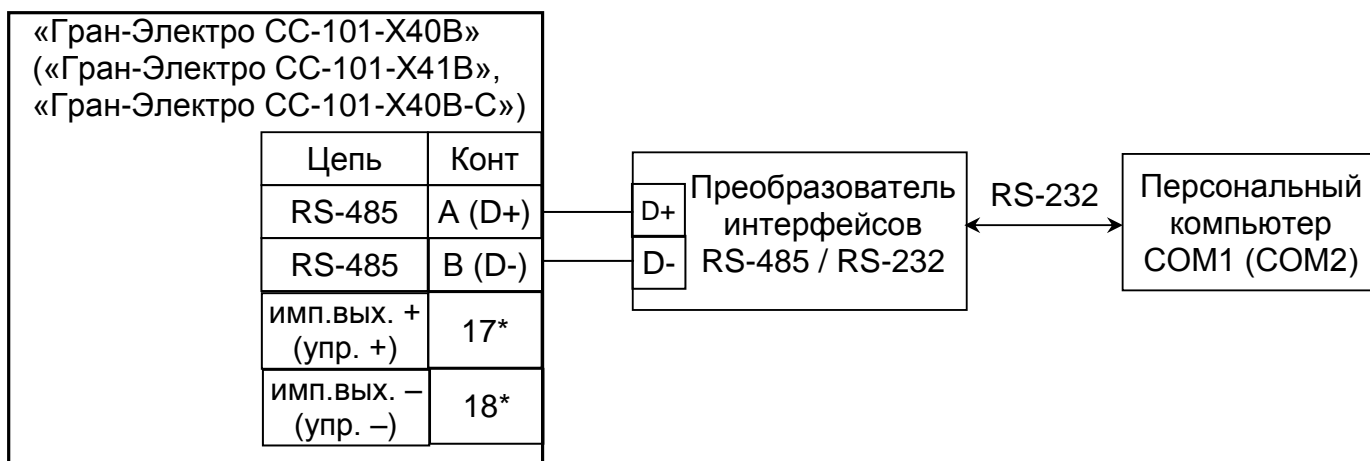 «Гран-Электро СС-101-Х40В»
(«Гран-Электро СС-101-Х41В»,
«Гран-Электро СС-101-Х40В-С»)
Цепь Конт
RS-485 A (D+)
RS-485 B (D-)
имп.вых. +
(упр. +)
17*
имп.вых. –
(упр. –)
18*
D+
D-
Преобразователь
интерфейсов
RS-485 / RS-232
RS-232
Персональный
компьютер
COM1 (COM2)